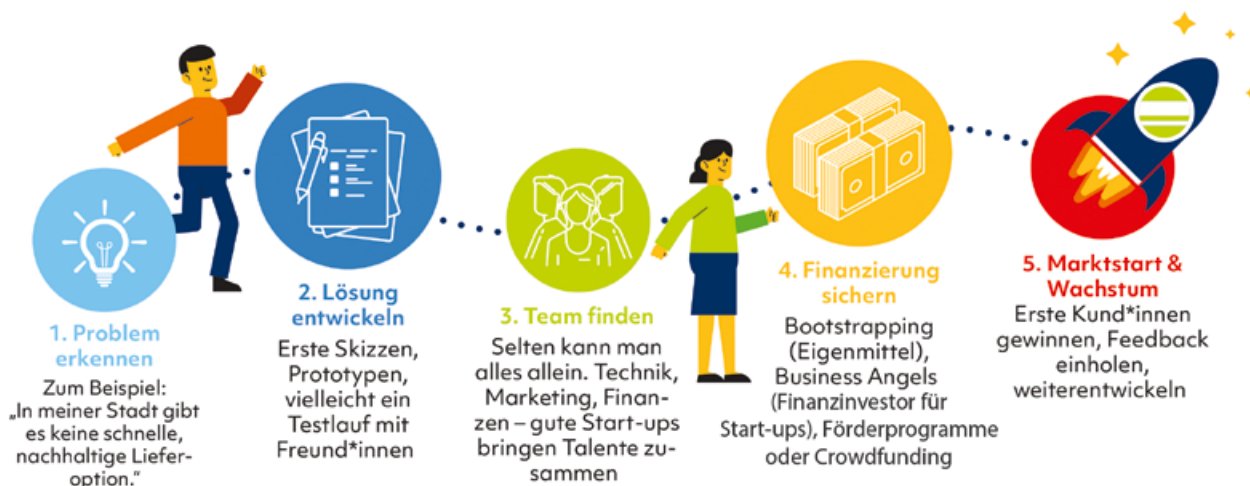 1. Problem
erkennen
Zum Beispiel:
„In meiner Stadt gibt
es keine schnelle,
nachhaltige Liefer-
option.“
2. Lösung
entwickeln
Erste Skizzen,
Prototypen,
vielleicht ein
Testlauf mit
Freund*innen
3. Team finden
Selten kann man
alles allein. Technik,
Marketing, Finan-
zen – gute Start-ups
bringen Talente zu-
sammen
4. Finanzierung
sichern
Bootstrapping
(Eigenmittel),
Business Angels
(Finanzinvestor für
Start-ups), Förderprogramme
oder Crowdfunding
5. Marktstart &
Wachstum
Erste Kund*innen
gewinnen, Feedback
einholen,
weiterentwickeln